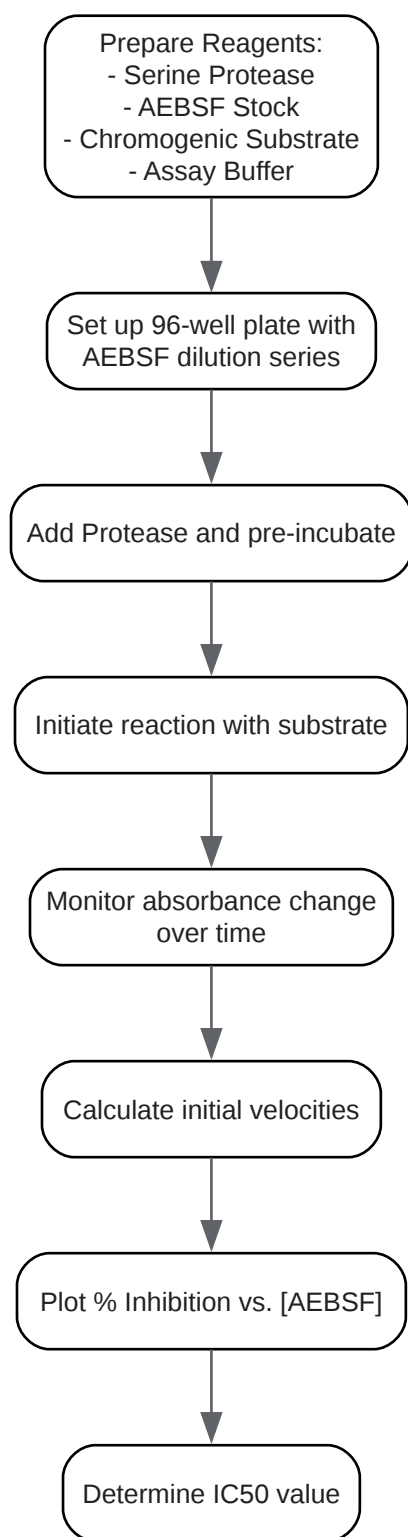 Prepare Reagents:
- Serine Protease
- AEBSF Stock
- Chromogenic Substrate
- Assay Buffer
Set up 96-well plate with
AEBSF dilution series
Add Protease and pre-incubate
Initiate reaction with substrate
Monitor absorbance change
over time
Calculate initial velocities
Plot % Inhibition vs. [AEBSF]
Determine IC50 value